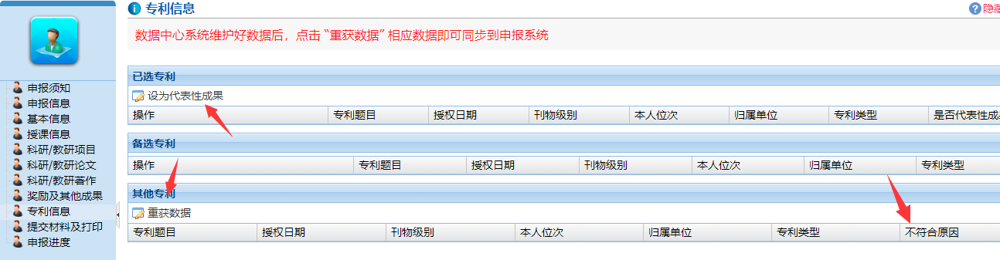 专利信息
隐藏
数据中心系统维护好数据后，点击 “重获数据” 相应数据即可同步到申报系统
申报须知
申报信息
基本信息
授课信息
科研/教研项目
科研/教研论文
科研/教研著作
奖励及其他成果
专利信息
提交材料及打印
申报进度
已选专利
设为代表性成果
操作 专利题目 授权日期 刊物级别 本人位次 归属单位 专利类型 是否代表性成果
备选专利
操作 专利题目 授权日期 刊物级别 本人位次 归属单位 专利类型
其他专利
重获数据
专利题目 授权日期 刊物级别 本人位次 归属单位 专利类型 不符合原因